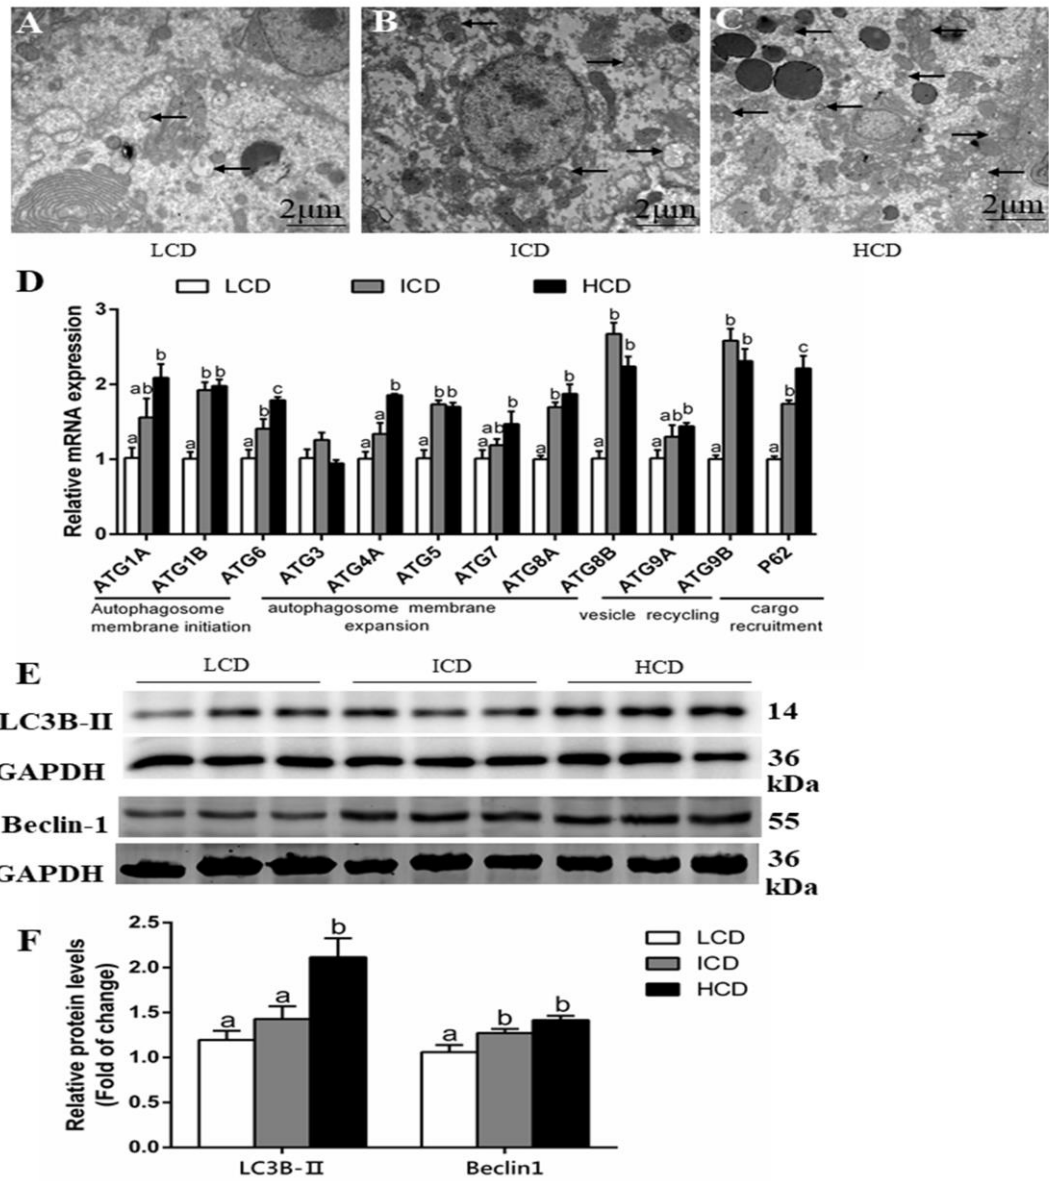 A
B
C
2μm
2μm
2μm
LCD
ICD
HCD
D
LCD
ICD
HCD
Relative mRNA expression
3
2
1
0
a
ab
b
a
b
b
a
b
c
a
a
b
a
b
b
a
ab
b
a
b
b
a
b
b
a
ab
b
a
b
b
a
b
c
ATG1A
ATG1B
ATG6
ATG3
ATG4A
ATG5
ATG7
ATG8A
ATG8B
ATG9A
ATG9B
P62
Autophagosome
membrane initiation
autophagosome membrane
expansion
vesicle recycling
cargo
recruitment
E
LCD
ICD
HCD
LC3B-II
14
GAPDH
36
kDa
Beclin-1
55
GAPDH
36
kDa
F
Relative protein levels
(Fold of change)
2.5
2.0
1.5
1.0
0.5
0.0
a
a
b
a
b
b
LCD
ICD
HCD
LC3B-II
Beclin1